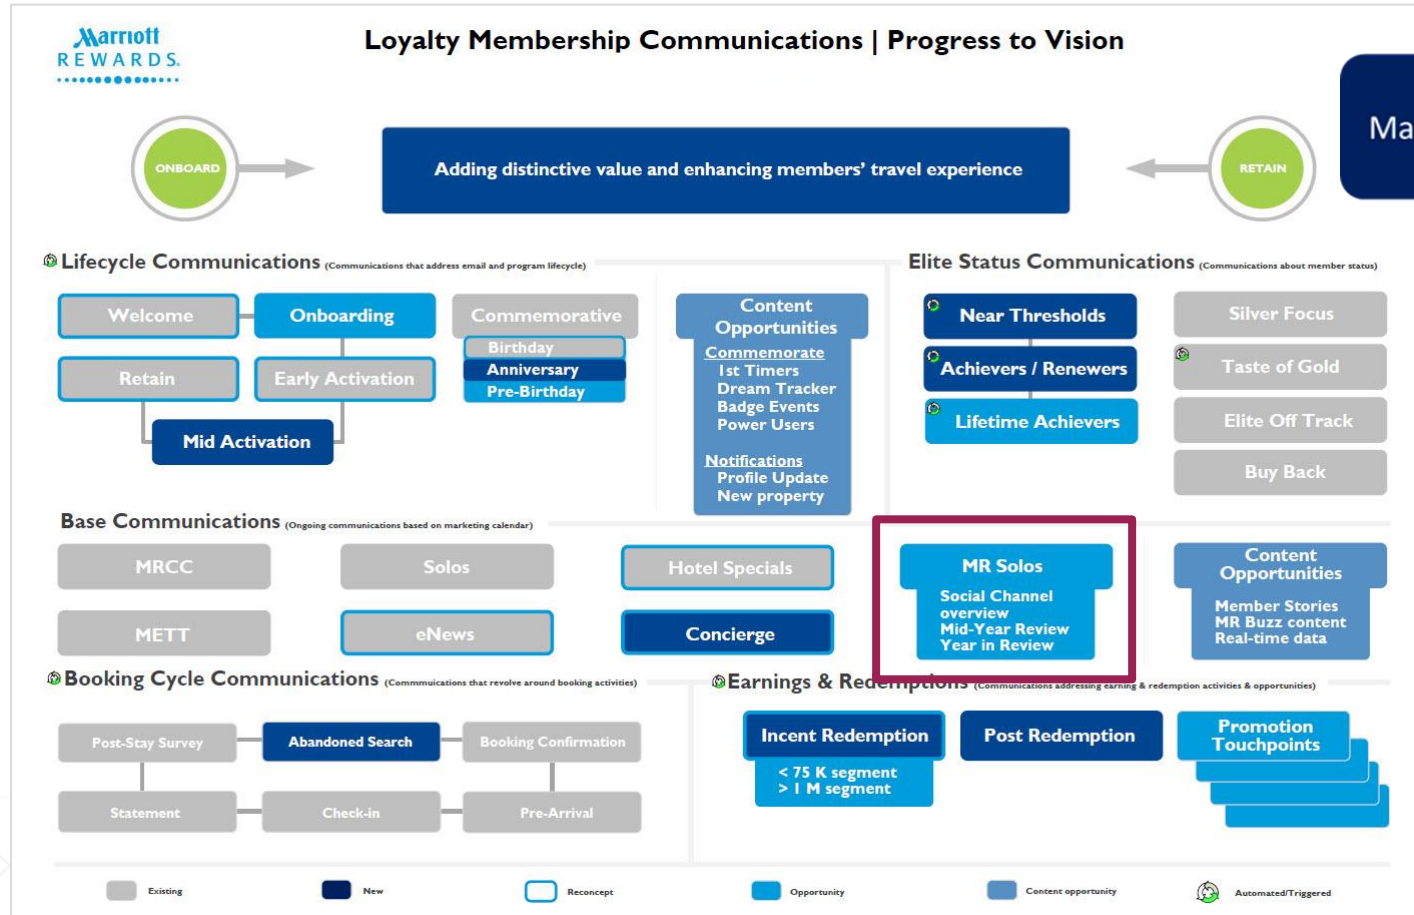 Marriott
REWARDS.
Loyalty Membership Communications | Progress to Vision
Ma
ONBOARD
Adding distinctive value and enhancing members' travel experience
RETAIN
Lifecycle Communications (Communications that address email and program lifecycle)
Welcome
Onboarding
Commemorative
Birthday
Anniversary
Pre-Birthday
Retain
Early Activation
Mid Activation
Content
Opportunities
Commemorate
1st Timers
Dream Tracker
Badge Events
Power Users
Notifications
Profile Update
New property
Elite Status Communications (Communications about member status)
Near Thresholds
Achievers / Renewers
Lifetime Achievers
Silver Focus
Taste of Gold
Elite Off Track
Buy Back
Base Communications (Ongoing communications based on marketing calendar)
MRCC
Solos
Hotel Specials
METT
eNews
Concierge
MR Solos
Social Channel
overview
Mid-Year Review
Year in Review
Content
Opportunities
Member Stories
MR Buzz content
Real-time data
Booking Cycle Communications (Commmuications that revolve around booking activities)
Post-Stay Survey
Abandoned Search
Booking Confirmation
Statement
Check-in
Pre-Arrival
Earnings & Redemptions (Communications addressing earning & redemption activities & opportunities)
Incent Redemption
< 75 K segment
> 1 M segment
Post Redemption
Promotion
Touchpoints
Existing
New
Reconcept
Opportunity
Content opportunity
Automated/Triggered